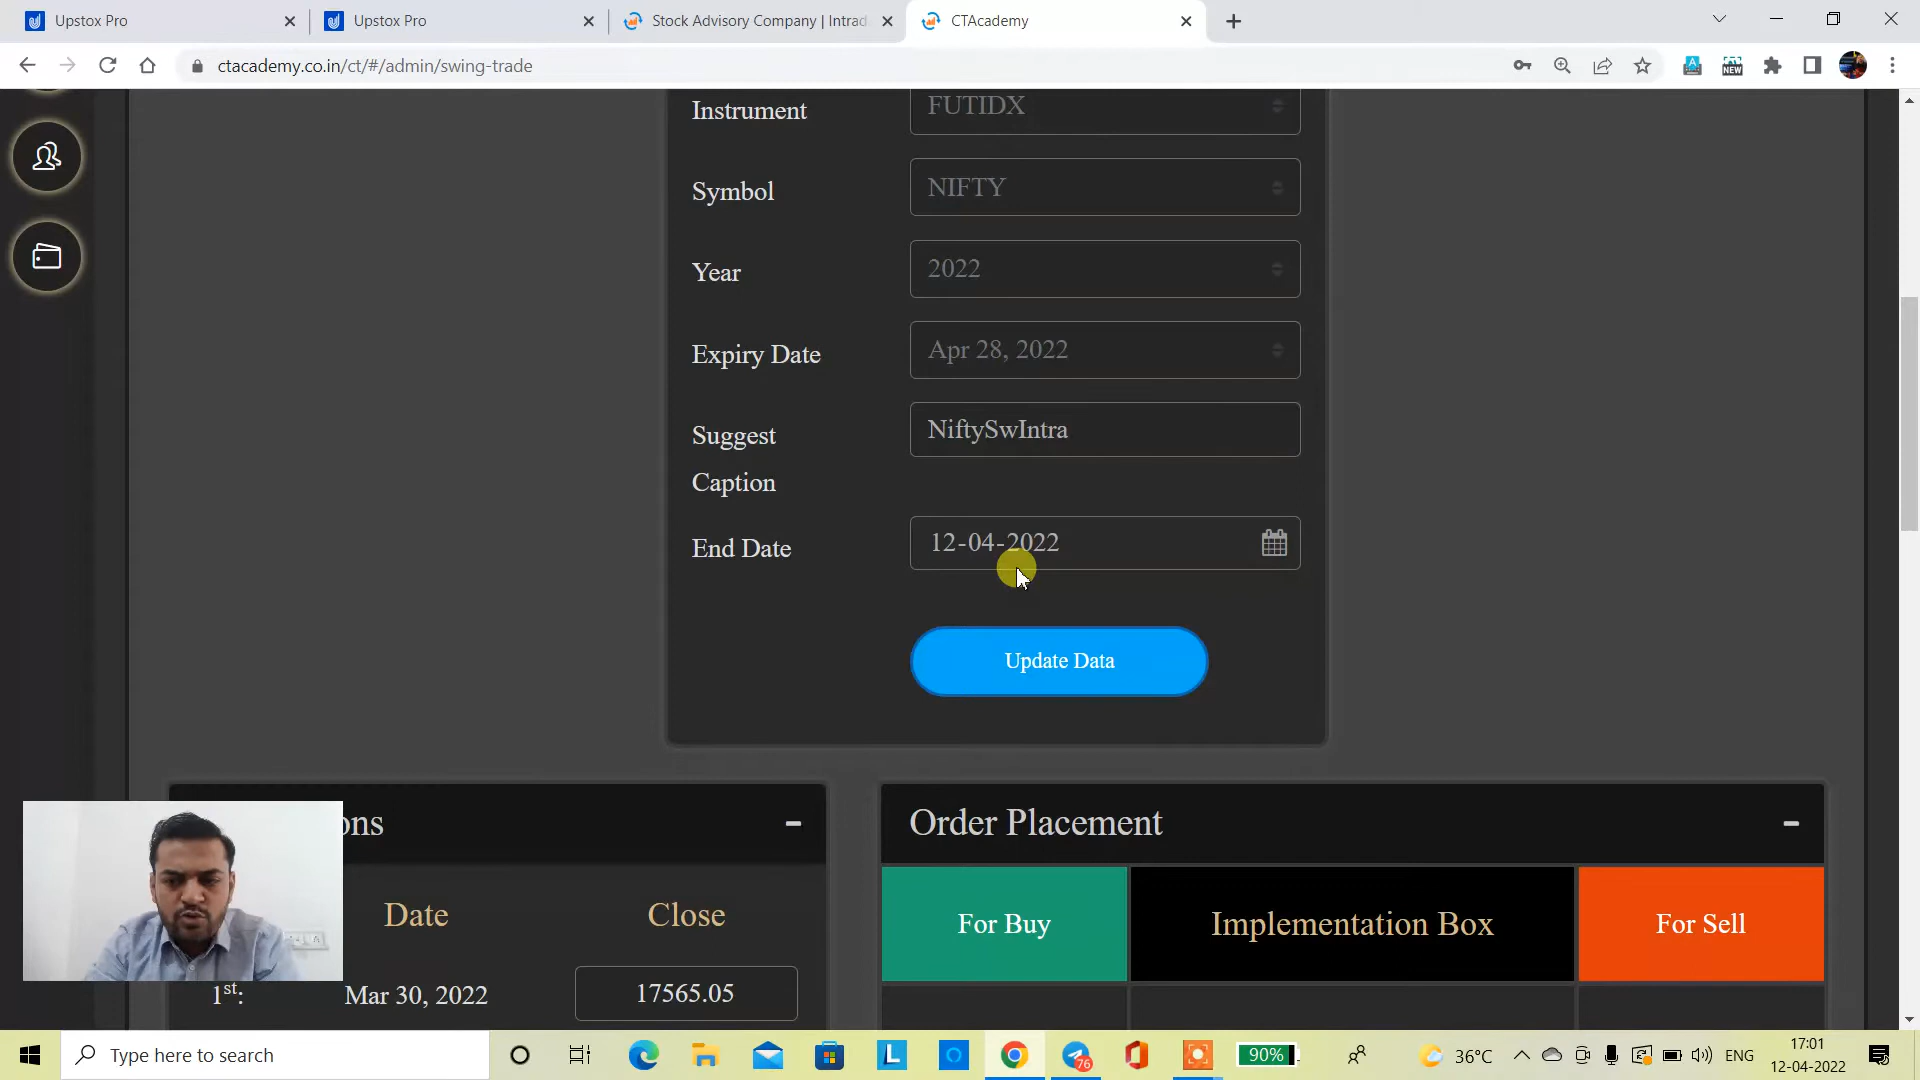 Upstox Pro
Upstox Pro
Stock Advisory Company | Intrad
CTAcademy
ctacademy.co.in/ct/#/admin/swing-trade
NEW
Instrument
FUTIDX
Symbol
NIFTY
Year
2022
Expiry Date
Apr 28, 2022
Suggest
Caption
NiftySwIntra
End Date
12-04-2022
Update Data
ons
Order Placement
For Buy
Implementation Box
For Sell
Date
Close
1st:
Mar 30, 2022
17565.05
Type here to search
L
76
90%
36°C
ENG
17:01
12-04-2022